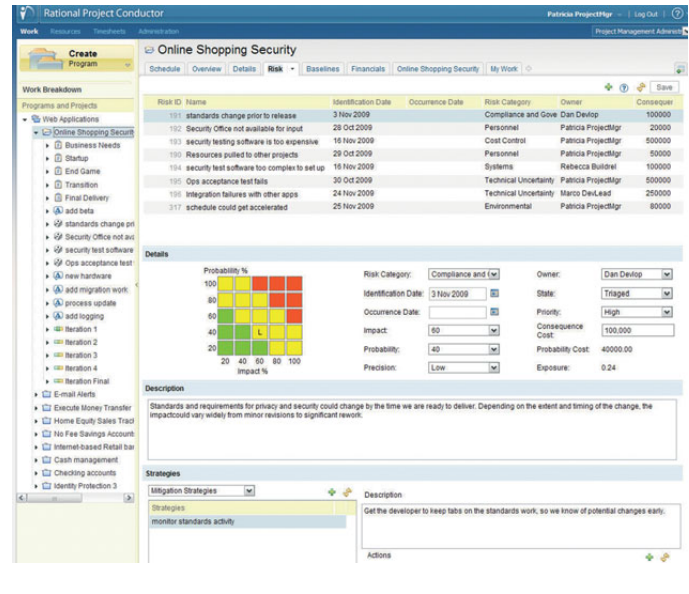 Rational Project Conductor
Patricia ProjectMgr
Log Out
Work Resources Timesheets Administration
Project Management Administr
Create
Program
Online Shopping Security
Schedule Overview Details Risk Baselines Financials Online Shopping Security My Work
Save
Work Breakdown
Programs and Projects
Web Applications
Online Shopping Securit
Business Needs
Startup
End Game
Transition
Final Delivery
add beta
standards change pri
Security Office not ava
security test software
Ops acceptance test
new hardware
add migration work
process update
add logging
Iteration 1
Iteration 2
Iteration 3
Iteration 4
Iteration Final
E-mail Alerts
Execute Money Transfer
Home Equity Sales Tract
No Fee Savings Account
Internet-based Retail ban
Cash management
Checking accounts
Identity Protection 3
Risk ID Name Identification Date Occurrence Date Risk Category Owner Consequer
191 standards change prior to release 3 Nov 2009 Compliance and Gove Dan Devlop 100000
192 Security Office not available for input 28 Oct 2009 Personnel Patricia ProjectMgr 20000
193 security testing software is too expensive 16 Nov 2009 Cost Control Patricia ProjectMgr 500000
190 Resources pulled to other projects 29 Oct 2009 Personnel Patricia ProjectMgr 50000
194 security test software too complex to set up 16 Nov 2009 Systems Rebecca Buildrel 100000
195 Ops acceptance test fails 30 Oct 2009 Technical Uncertainty Patricia ProjectMgr 500000
196 Integration failures with other apps 24 Nov 2009 Technical Uncertainty Marco DevLead 250000
317 schedule could get accelerated 25 Nov 2009 Environmental Patricia ProjectMgr 80000
Details
Probability %
100
80
60
40 L
20
20 40 60 80 100
Impact %
Risk Category: Compliance and ( Owner: Dan Devlop
Identification Date: 3 Nov 2009 State: Triaged
Occurrence Date: Priority: High
Impact: 60 Consequence Cost: 100,000
Probability: 40 Probability Cost: 40000.00
Precision: Low Exposure: 0.24
Description
Standards and requirements for privacy and security could change by the time we are ready to deliver. Depending on the extent and timing of the change, the
impactcould vary widely from minor revisions to significant rework.
Strategies
Mitigation Strategies
Strategies
monitor standards activity
Description
Get the developer to keep tabs on the standards work, so we know of potential changes early.
Actions